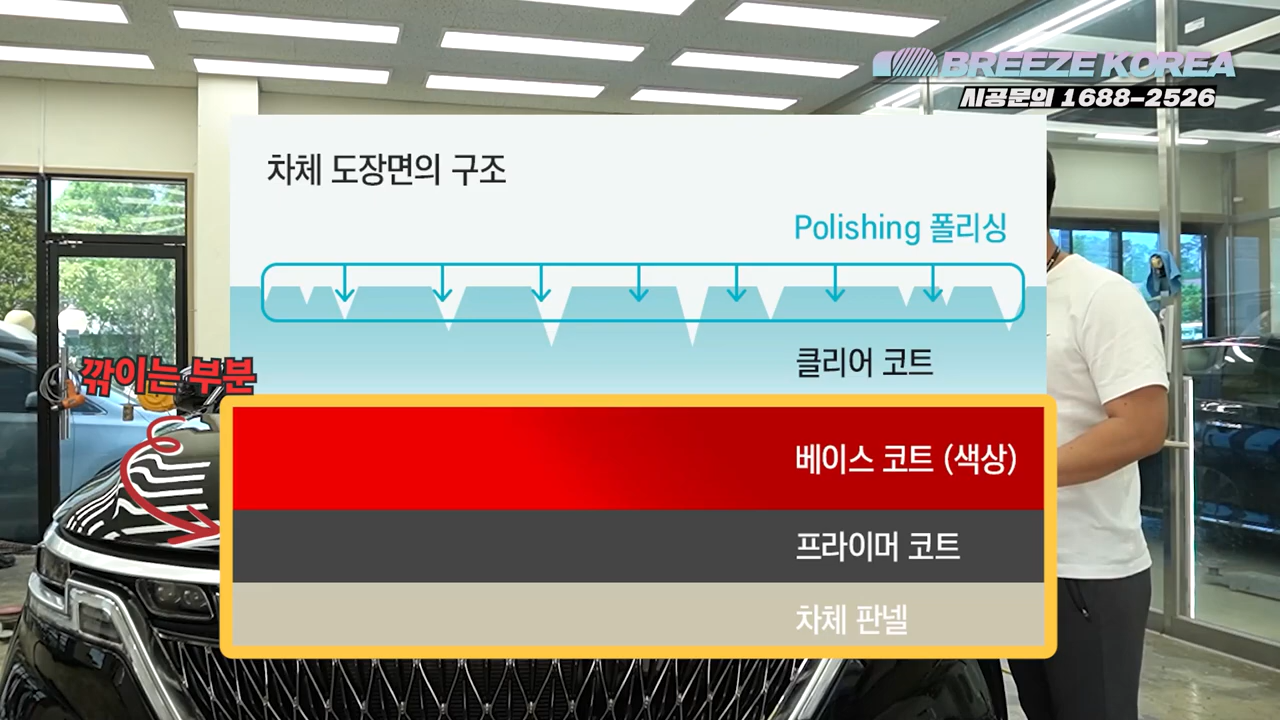 BREEZE KOREA
시공문의 1688-2526
차체 도장면의 구조
Polishing 폴리싱
클리어 코트
깎이는 부분
베이스 코트 (색상)
프라이머 코트
차체 판넬